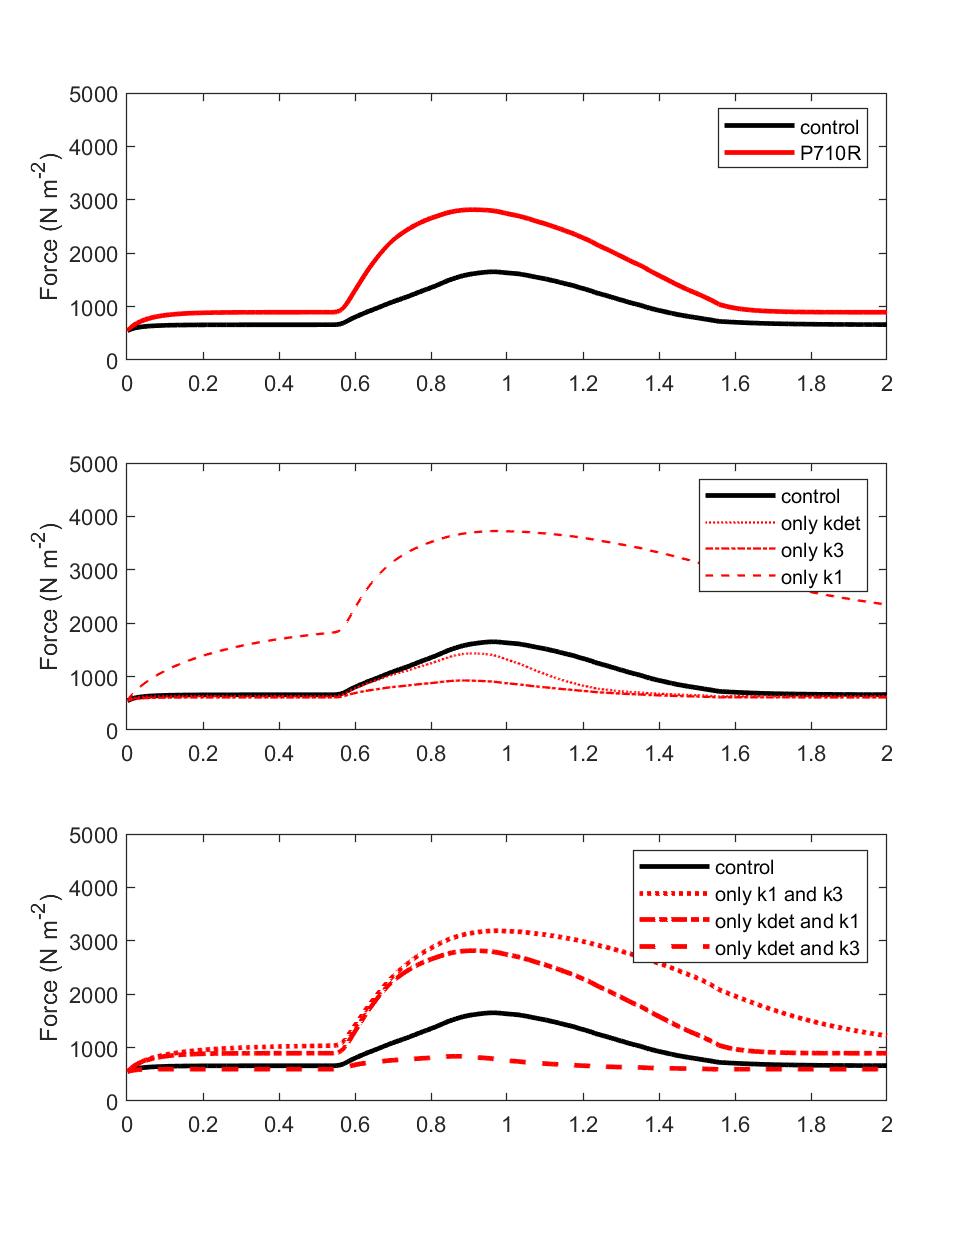 5000
4000
3000
2000
1000
0
Force (N m-2)
control
P710R
0 0.2 0.4 0.6 0.8 1 1.2 1.4 1.6 1.8 2
5000
4000
3000
2000
1000
0
Force (N m-2)
control
only kdet
only k3
only k1
0 0.2 0.4 0.6 0.8 1 1.2 1.4 1.6 1.8 2
5000
4000
3000
2000
1000
0
Force (N m-2)
control
only k1 and k3
only kdet and k1
only kdet and k3
0 0.2 0.4 0.6 0.8 1 1.2 1.4 1.6 1.8 2